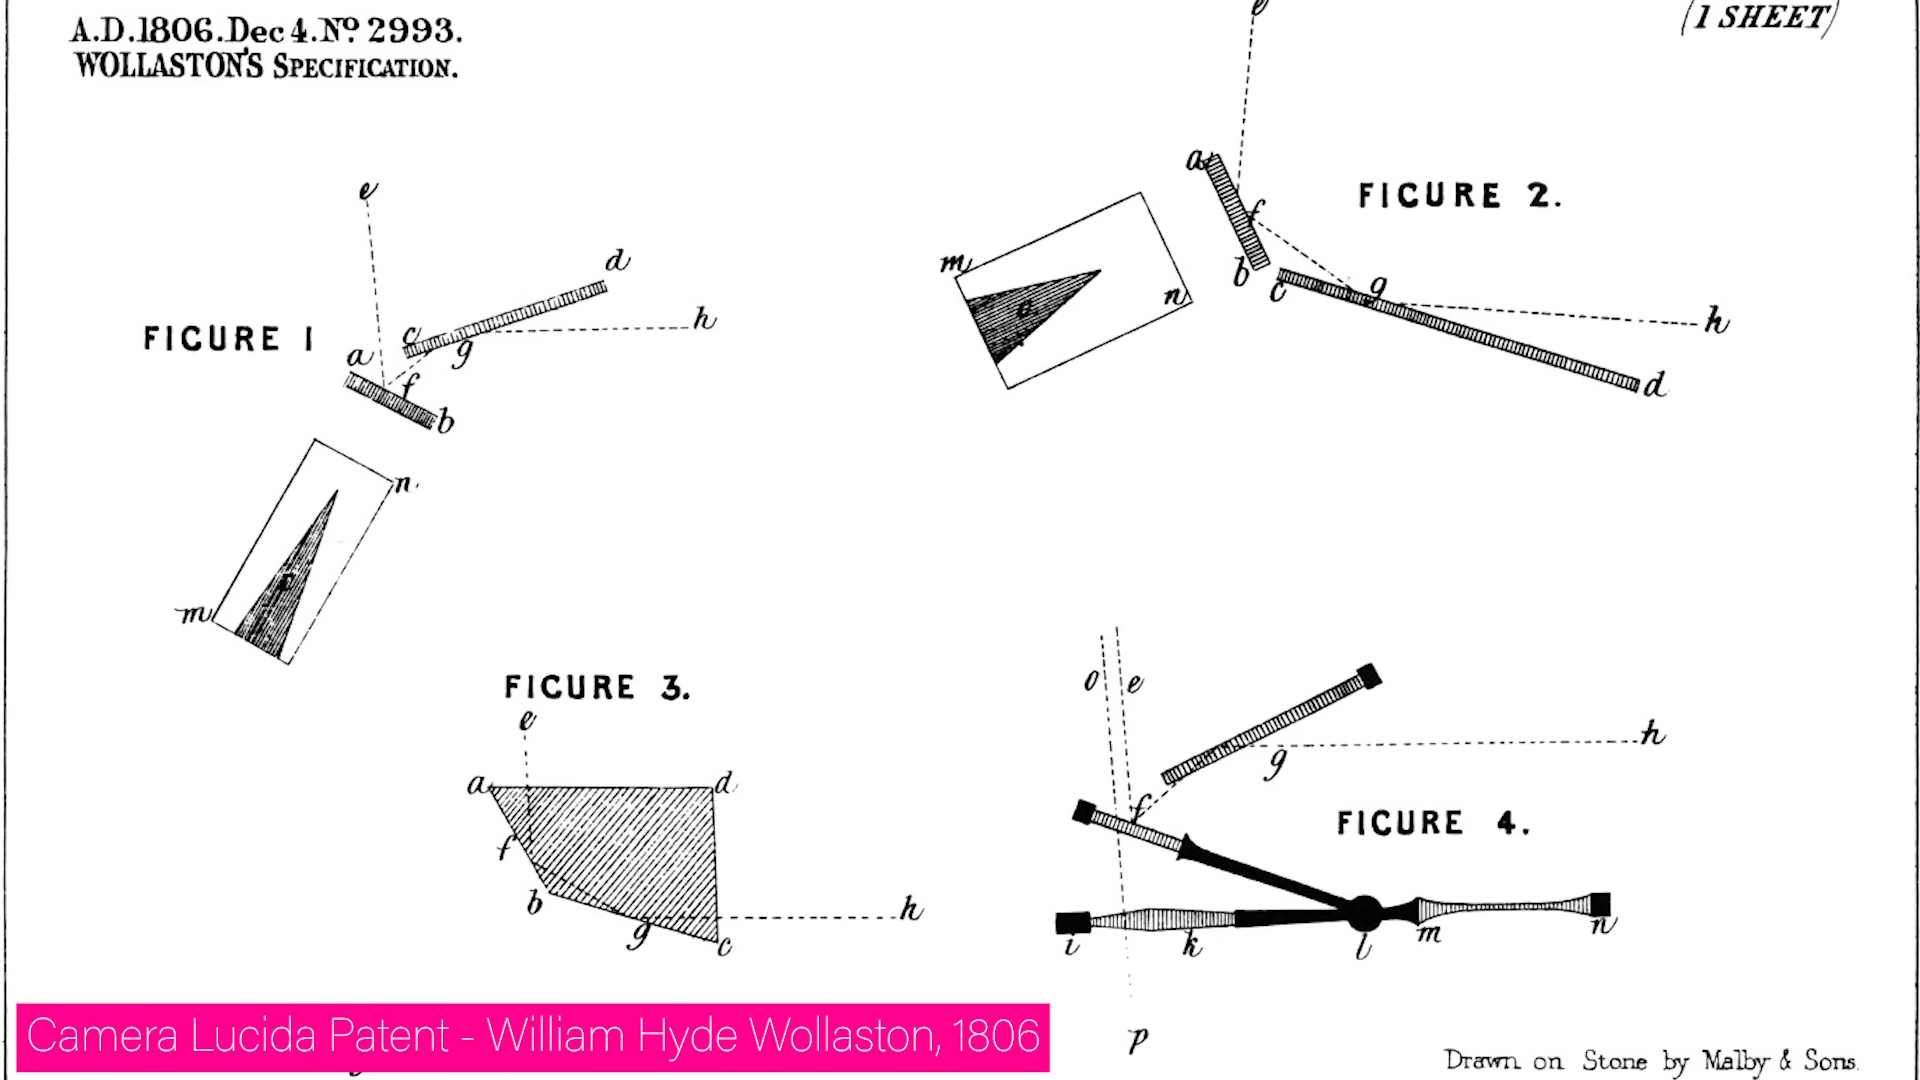 A.D.1806.Dec 4.Nº 2993.
WOLLASTON'S SPECIFICATION.
(1 SHEET)
e
a
FIGURE 2.
e
f
m
d
b
n
c
g
h
h
FIGURE 1
c
a
g
f
d
b
n
m
FIGURE 3.
e
o
e
h
g
a
d
f
FIGURE 4.
f
b
h
g
c
i
k
l
m
n
p
Camera Lucida Patent - William Hyde Wollaston, 1806
Drawn on Stone by Malby & Sons.